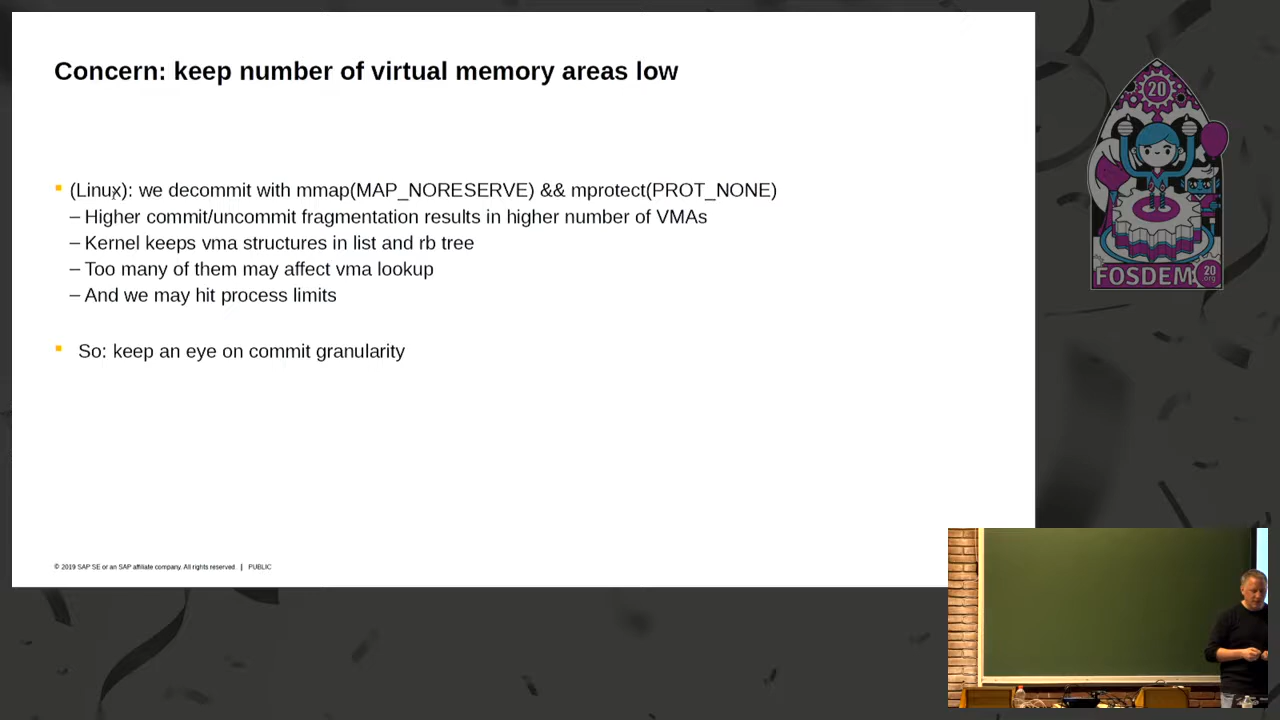 Concern: keep number of virtual memory areas low
(Linux): we decommit with mmap(MAP_NORESERVE) && mprotect(PROT_NONE)
– Higher commit/uncommit fragmentation results in higher number of VMAs
– Kernel keeps vma structures in list and rb tree
– Too many of them may affect vma lookup
– And we may hit process limits
So: keep an eye on commit granularity
© 2019 SAP SE or an SAP affiliate company. All rights reserved. | PUBLIC
20
FOSDEM
20
.org